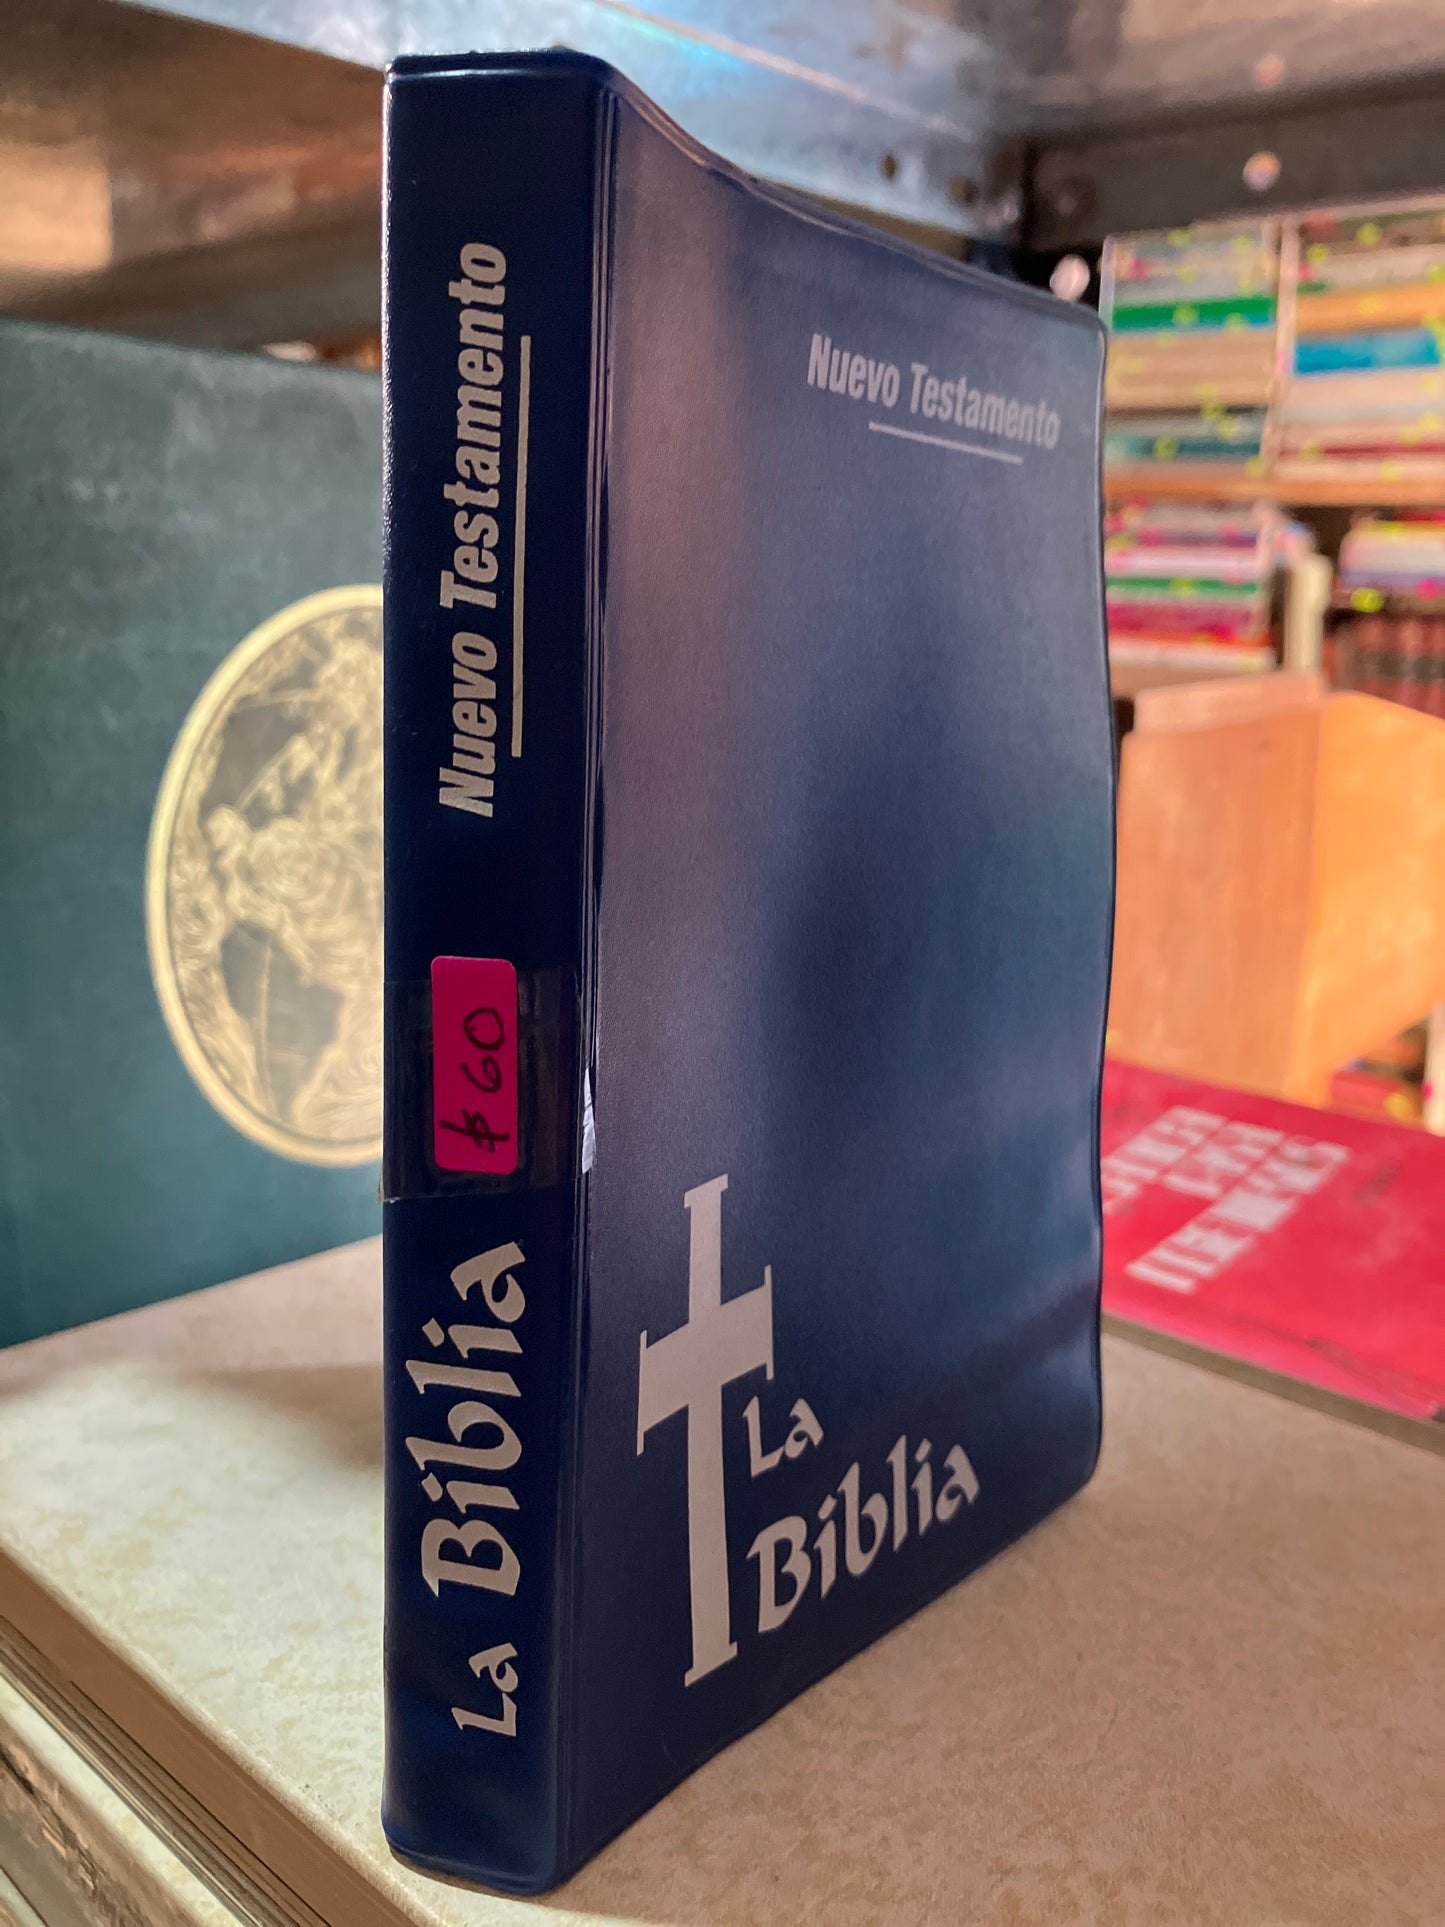 Nuevo Testamento
$60
La Biblia
Nuevo Testamento
La
Biblia